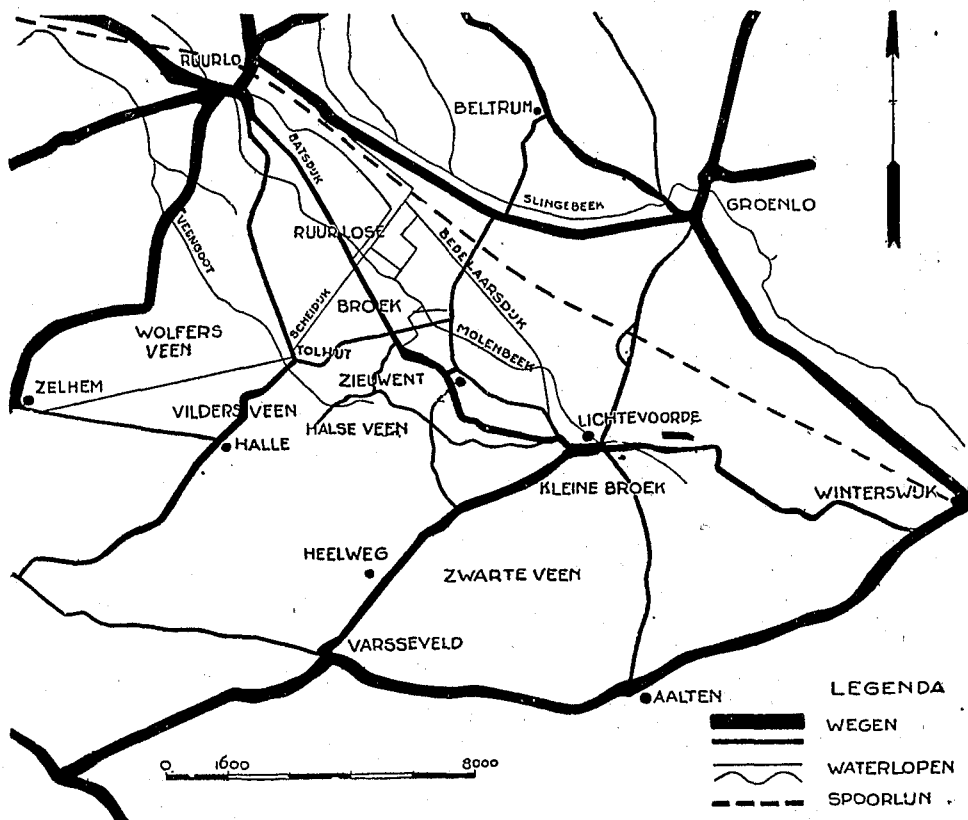 RUURLO
BELTRUM
BATSDIJK
SLINGEBEEK
GROENLO
VEENGOOT
RUURLOSE
BEDELAARSDIJK
SCHEIDIJK
BROEK
WOLFERS
VEEN
MOLENBEEK
TOLHUT
ZELHEM
ZIEUWENT
VILDERS VEEN
HALSE VEEN
LICHTEVOORDE
HALLE
KLEINE BROEK
WINTERSWIJK
HEELWEG
ZWARTE VEEN
VARSSEVELD
AALTEN
LEGENDA
WEGEN
WATERLOPEN
SPOORLIJN
0 1600 8000